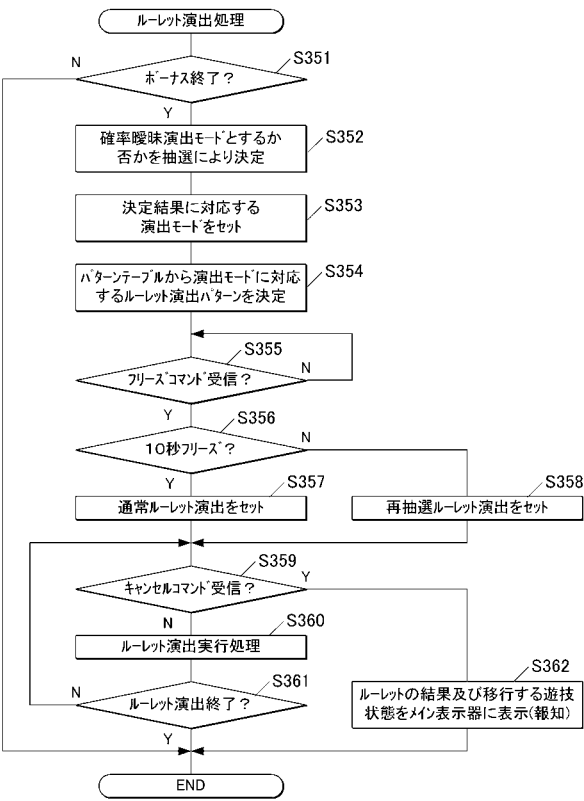 ルーレット演出処理
S351
N
ボーナス終了？
Y
S352
確率曖昧演出モードとするか
否かを抽選により決定
S353
決定結果に対応する
演出モードをセット
S354
パターンテーブルから演出モードに対応
するルーレット演出パターンを決定
S355
フリーズコマンド受信？
N
Y
S356
10秒フリーズ？
N
Y
S357
通常ルーレット演出をセット
S358
再抽選ルーレット演出をセット
S359
キャンセルコマンド受信？
Y
N
S360
ルーレット演出実行処理
S361
N
ルーレット演出終了？
Y
S362
ルーレットの結果及び移行する遊技
状態をメイン表示器に表示(報知)
END